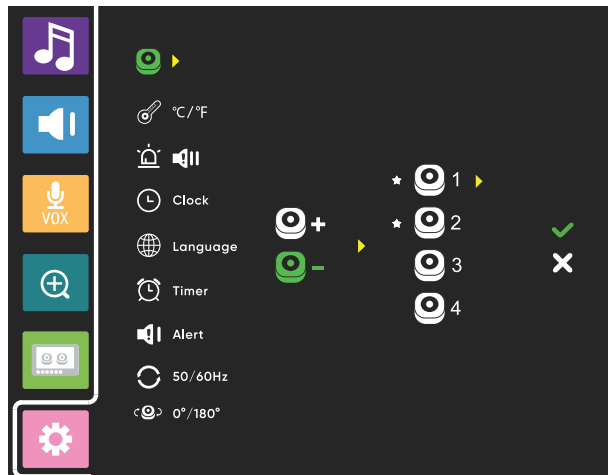 °C/°F
Clock
VOX
Language
Timer
Alert
50/60Hz
0°/180°
+
-
1
2
3
4